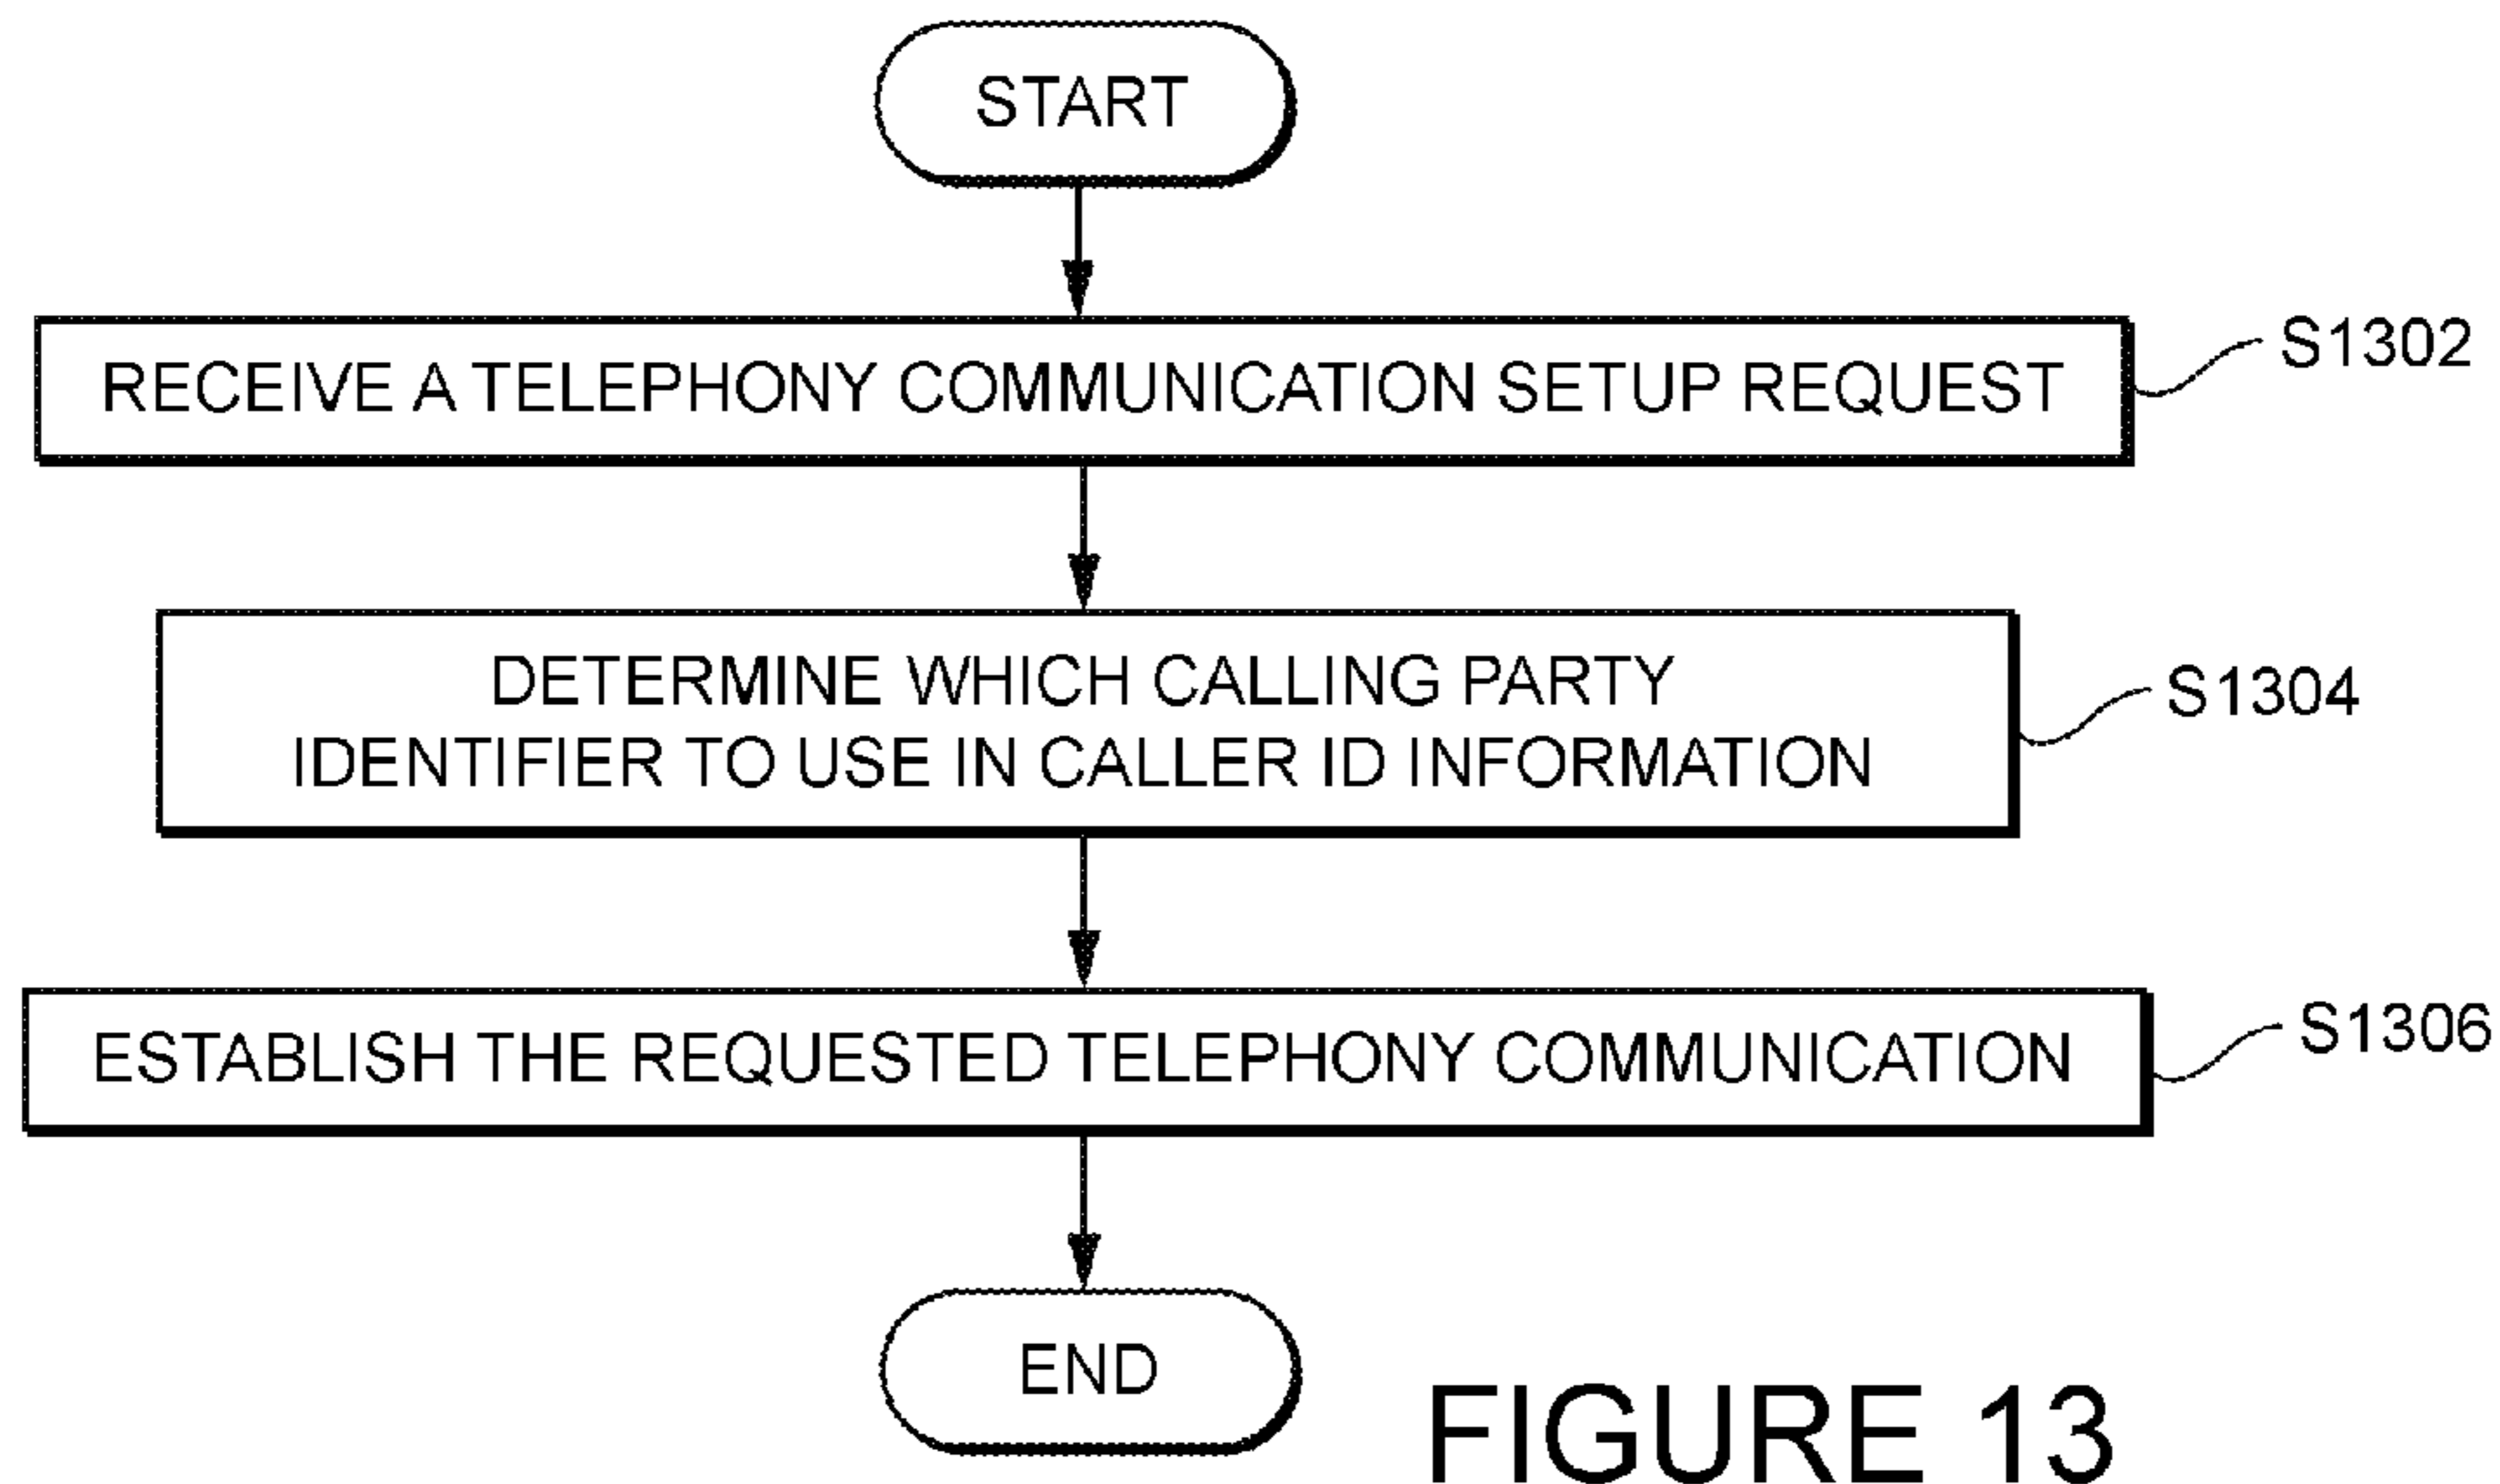 START
RECEIVE A TELEPHONY COMMUNICATION SETUP REQUEST
S1302
DETERMINE WHICH CALLING PARTY
IDENTIFIER TO USE IN CALLER ID INFORMATION
S1304
ESTABLISH THE REQUESTED TELEPHONY COMMUNICATION
S1306
END
FIGURE 13